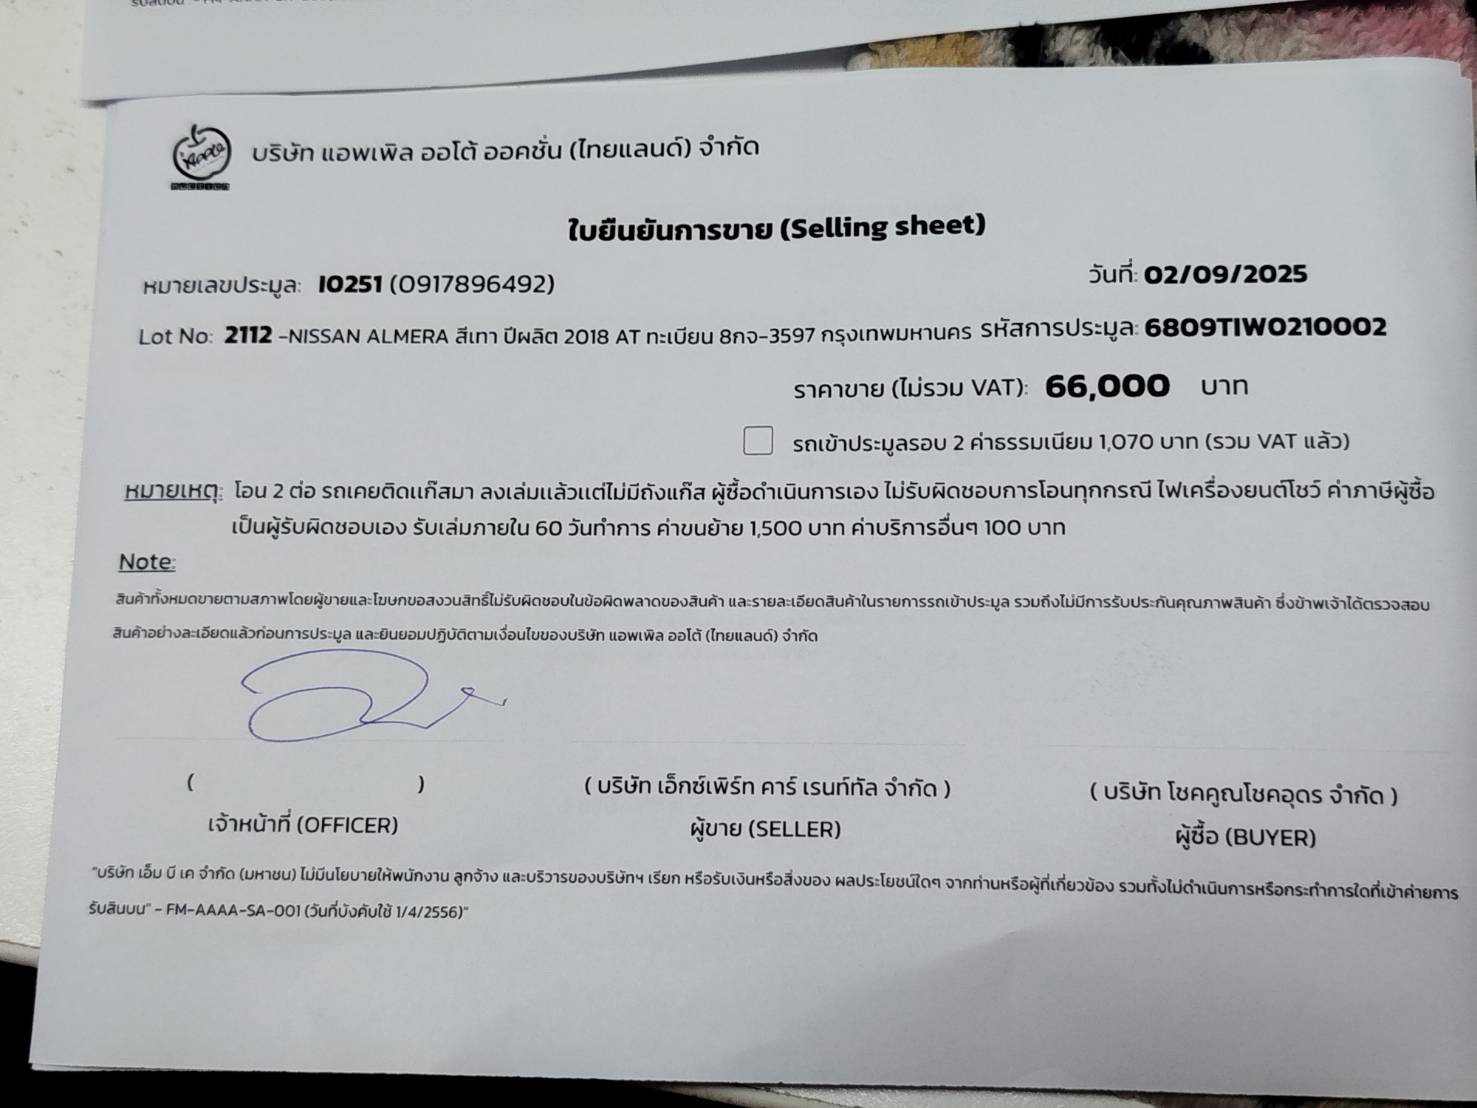 บริษัท แอพเพิล ออโต้ ออคชั่น (ไทยแลนด์) จำกัด
ใบยืนยันการขาย (Selling sheet)
หมายเลขประมูล: IO251 (0917896492)
วันที่: 02/09/2025
Lot No: 2112 -NISSAN ALMERA สีเทา ปีผลิต 2018 AT ทะเบียน 8กจ-3597 กรุงเทพมหานคร รหัสการประมูล: 6809TIW0210002
ราคาขาย (ไม่รวม VAT): 66,000 บาท
รถเข้าประมูลรอบ 2 ค่าธรรมเนียม 1,070 บาท (รวม VAT แล้ว)
หมายเหตุ: โอน 2 ต่อ รถเคยติดแก๊สมา ลงเล่มแล้วแต่ไม่มีถังแก๊ส ผู้ซื้อดำเนินการเอง ไม่รับผิดชอบการโอนทุกกรณี ไฟเครื่องยนต์โชว์ ค่าภาษีผู้ซื้อ
เป็นผู้รับผิดชอบเอง รับเล่มภายใน 60 วันทำการ ค่าขนย้าย 1,500 บาท ค่าบริการอื่นๆ 100 บาท
Note:
สินค้าทั้งหมดขายตามสภาพโดยผู้ขายและโฆษกขอสงวนสิทธิ์ไม่รับผิดชอบในข้อผิดพลาดของสินค้า และรายละเอียดสินค้าในรายการรถเข้าประมูล รวมถึงไม่มีการรับประกันคุณภาพสินค้า ซึ่งข้าพเจ้าได้ตรวจสอบ
สินค้าอย่างละเอียดแล้วก่อนการประมูล และยินยอมปฏิบัติตามเงื่อนไขของบริษัท แอพเพิล ออโต้ (ไทยแลนด์) จำกัด
( )
( บริษัท เอ็กซ์เพิร์ท คาร์ เรนท์ทัล จำกัด )
( บริษัท โชคคูณโชคอุดร จำกัด )
เจ้าหน้าที่ (OFFICER)
ผู้ขาย (SELLER)
ผู้ซื้อ (BUYER)
"บริษัท เอ็ม บี เค จำกัด (มหาชน) ไม่มีนโยบายให้พนักงาน ลูกจ้าง และบริวารของบริษัทฯ เรียก หรือรับเงินหรือสิ่งของ ผลประโยชน์ใดๆ จากท่านหรือผู้ที่เกี่ยวข้อง รวมทั้งไม่ดำเนินการหรือกระทำการใดที่เข้าค่ายการ
รับสินบน" - FM-AAAA-SA-001 (วันที่บังคับใช้ 1/4/2556)"